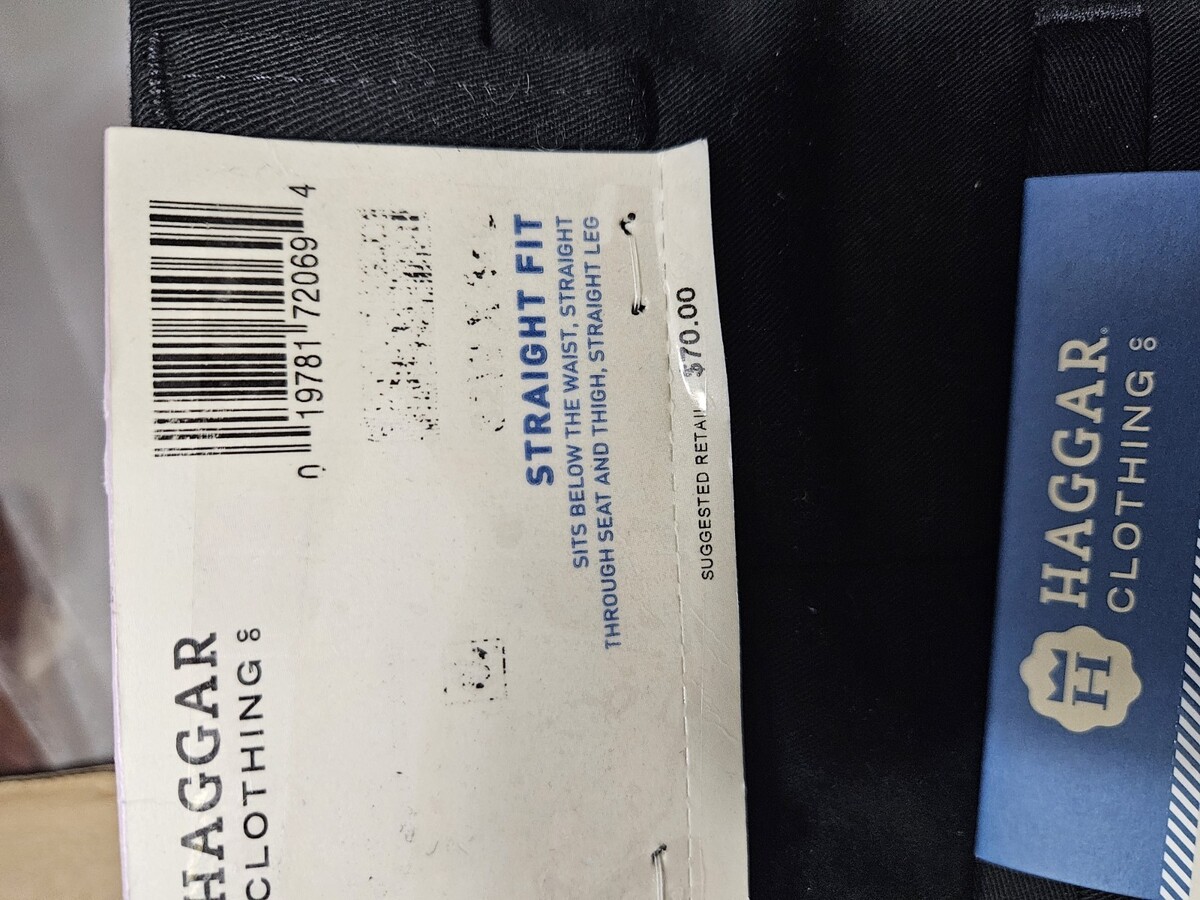 HAGGAR
CLOTHING CO
0 19781 72069 4
STRAIGHT FIT
SITS BELOW THE WAIST, STRAIGHT
THROUGH SEAT AND THIGH, STRAIGHT LEG
SUGGESTED RETAIL $70.00
H
HAGGAR®
CLOTHING CO